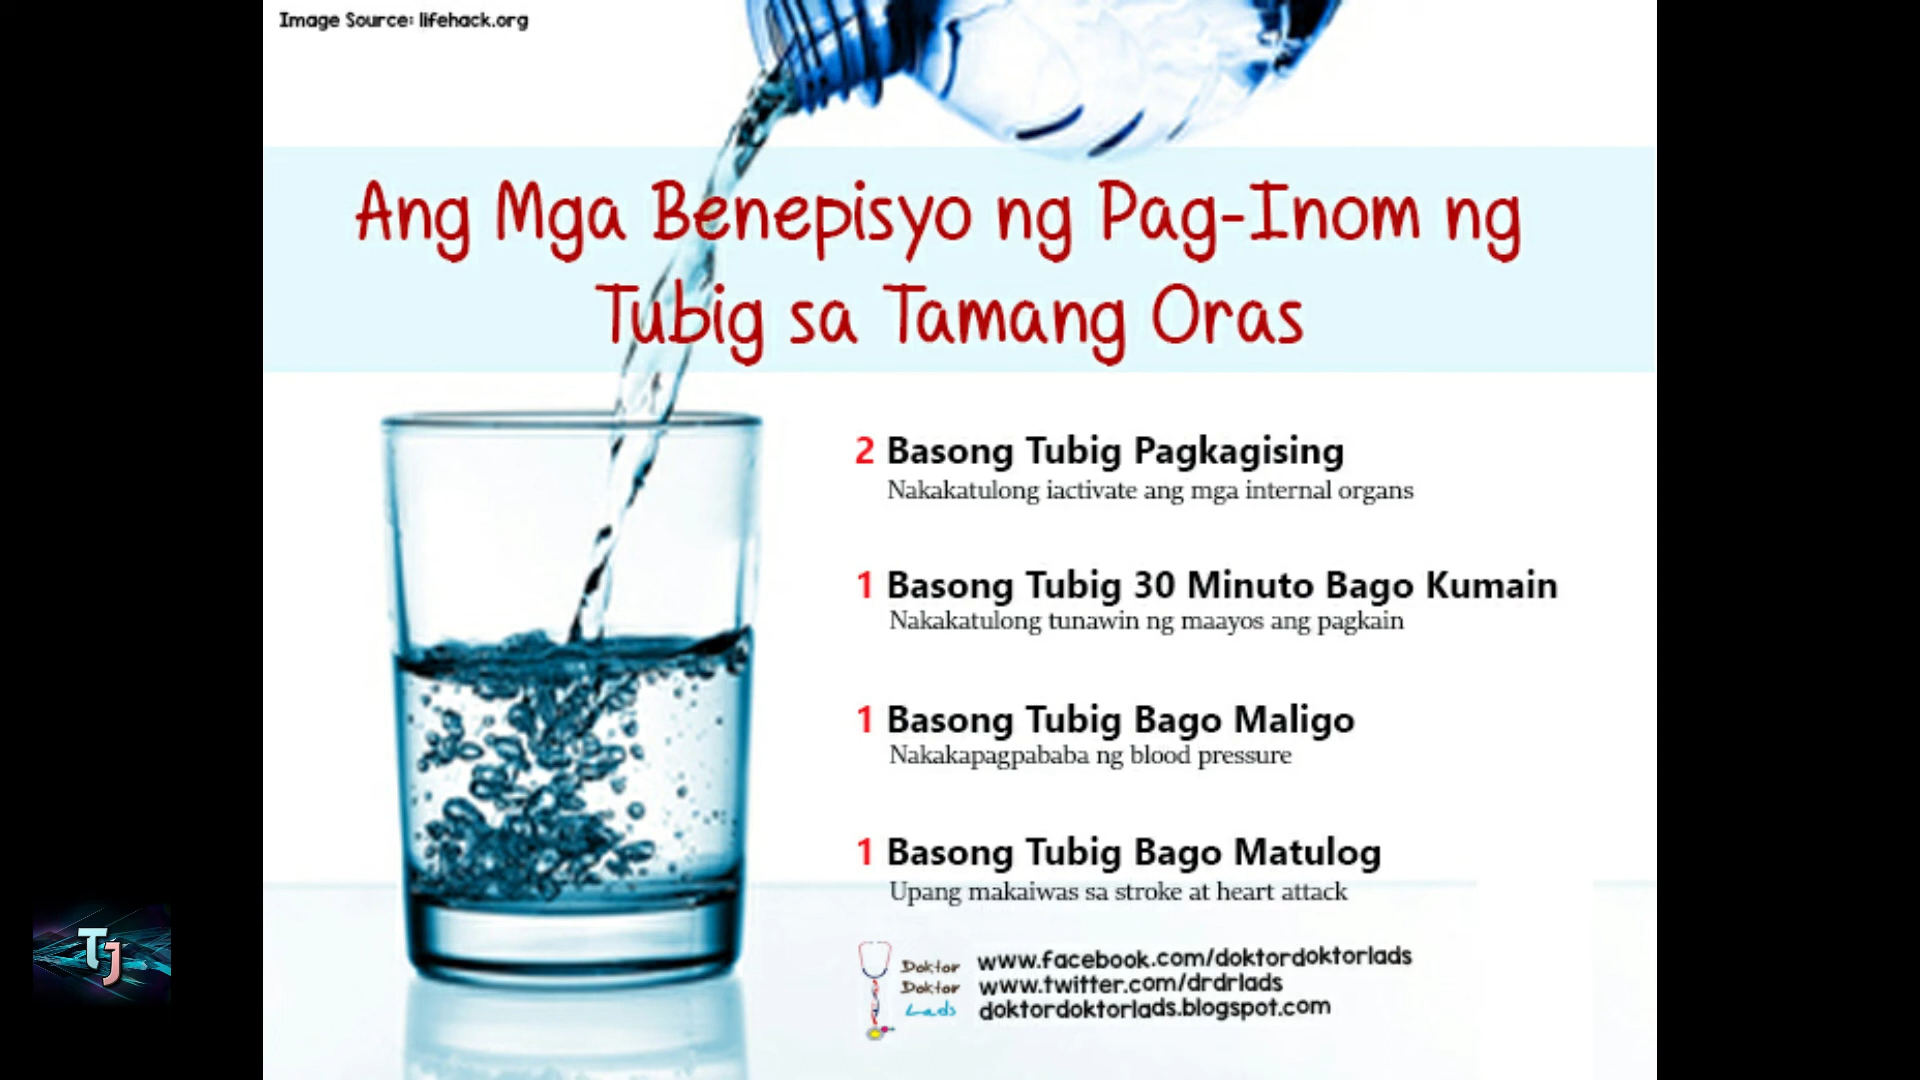 Image Source: lifehack.org
Ang Mga Benepisyo ng Pag-Inom ng
Tubig sa Tamang Oras
2 Basong Tubig Pagkagising
Nakakatulong iactivate ang mga internal organs
1 Basong Tubig 30 Minuto Bago Kumain
Nakakatulong tunawin ng maayos ang pagkain
1 Basong Tubig Bago Maligo
Nakakapagpababa ng blood pressure
1 Basong Tubig Bago Matulog
Upang makaiwas sa stroke at heart attack
Doktor
Doktor
Lads
www.facebook.com/doktordoktorlads
www.twitter.com/drdrlads
doktordoktorlads.blogspot.com
TJ